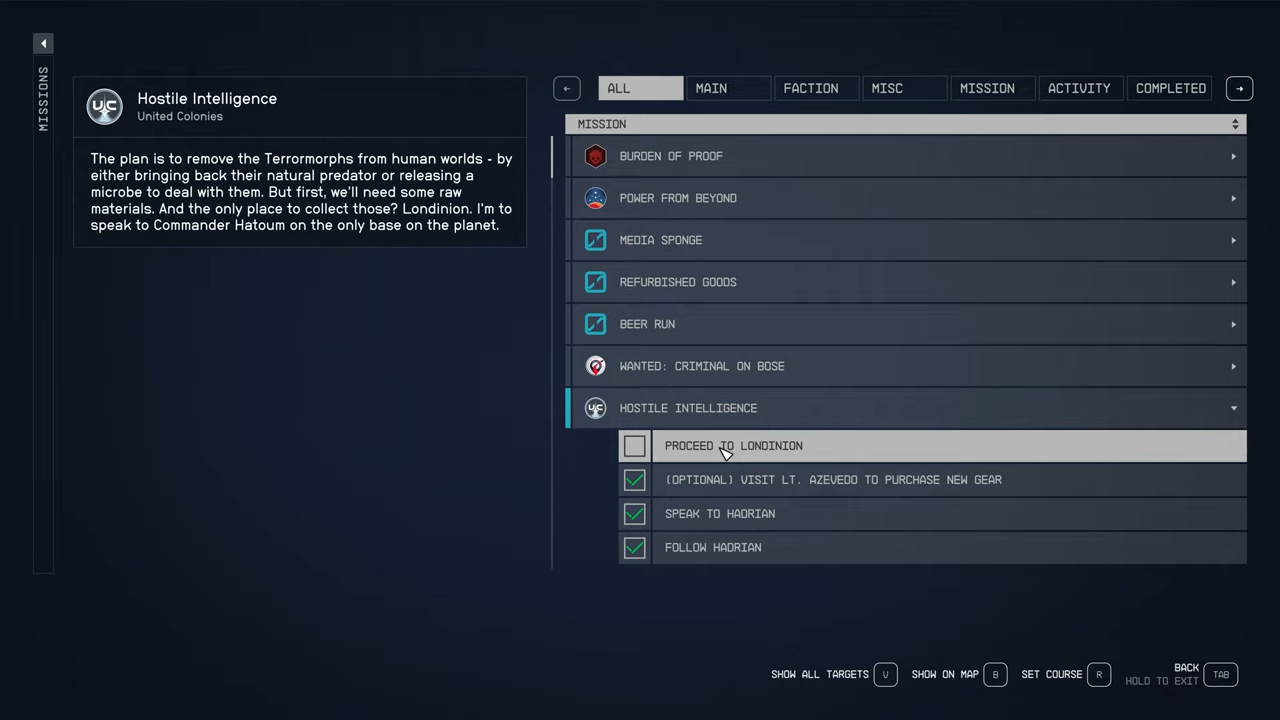 MISSIONS
Hostile Intelligence
United Colonies
The plan is to remove the Terrormorphs from human worlds - by
either bringing back their natural predator or releasing a
microbe to deal with them. But first, we'll need some raw
materials. And the only place to collect those? Londinion. I'm to
speak to Commander Hatoum on the only base on the planet.
ALL MAIN FACTION MISC MISSION ACTIVITY COMPLETED
MISSION
BURDEN OF PROOF
POWER FROM BEYOND
MEDIA SPONGE
REFURBISHED GOODS
BEER RUN
WANTED: CRIMINAL ON BOSE
UC HOSTILE INTELLIGENCE
PROCEED TO LONDINION
(OPTIONAL) VISIT LT. AZEVEDO TO PURCHASE NEW GEAR
SPEAK TO HADRIAN
FOLLOW HADRIAN
SHOW ALL TARGETS V SHOW ON MAP B SET COURSE R BACK TAB
HOLD TO EXIT